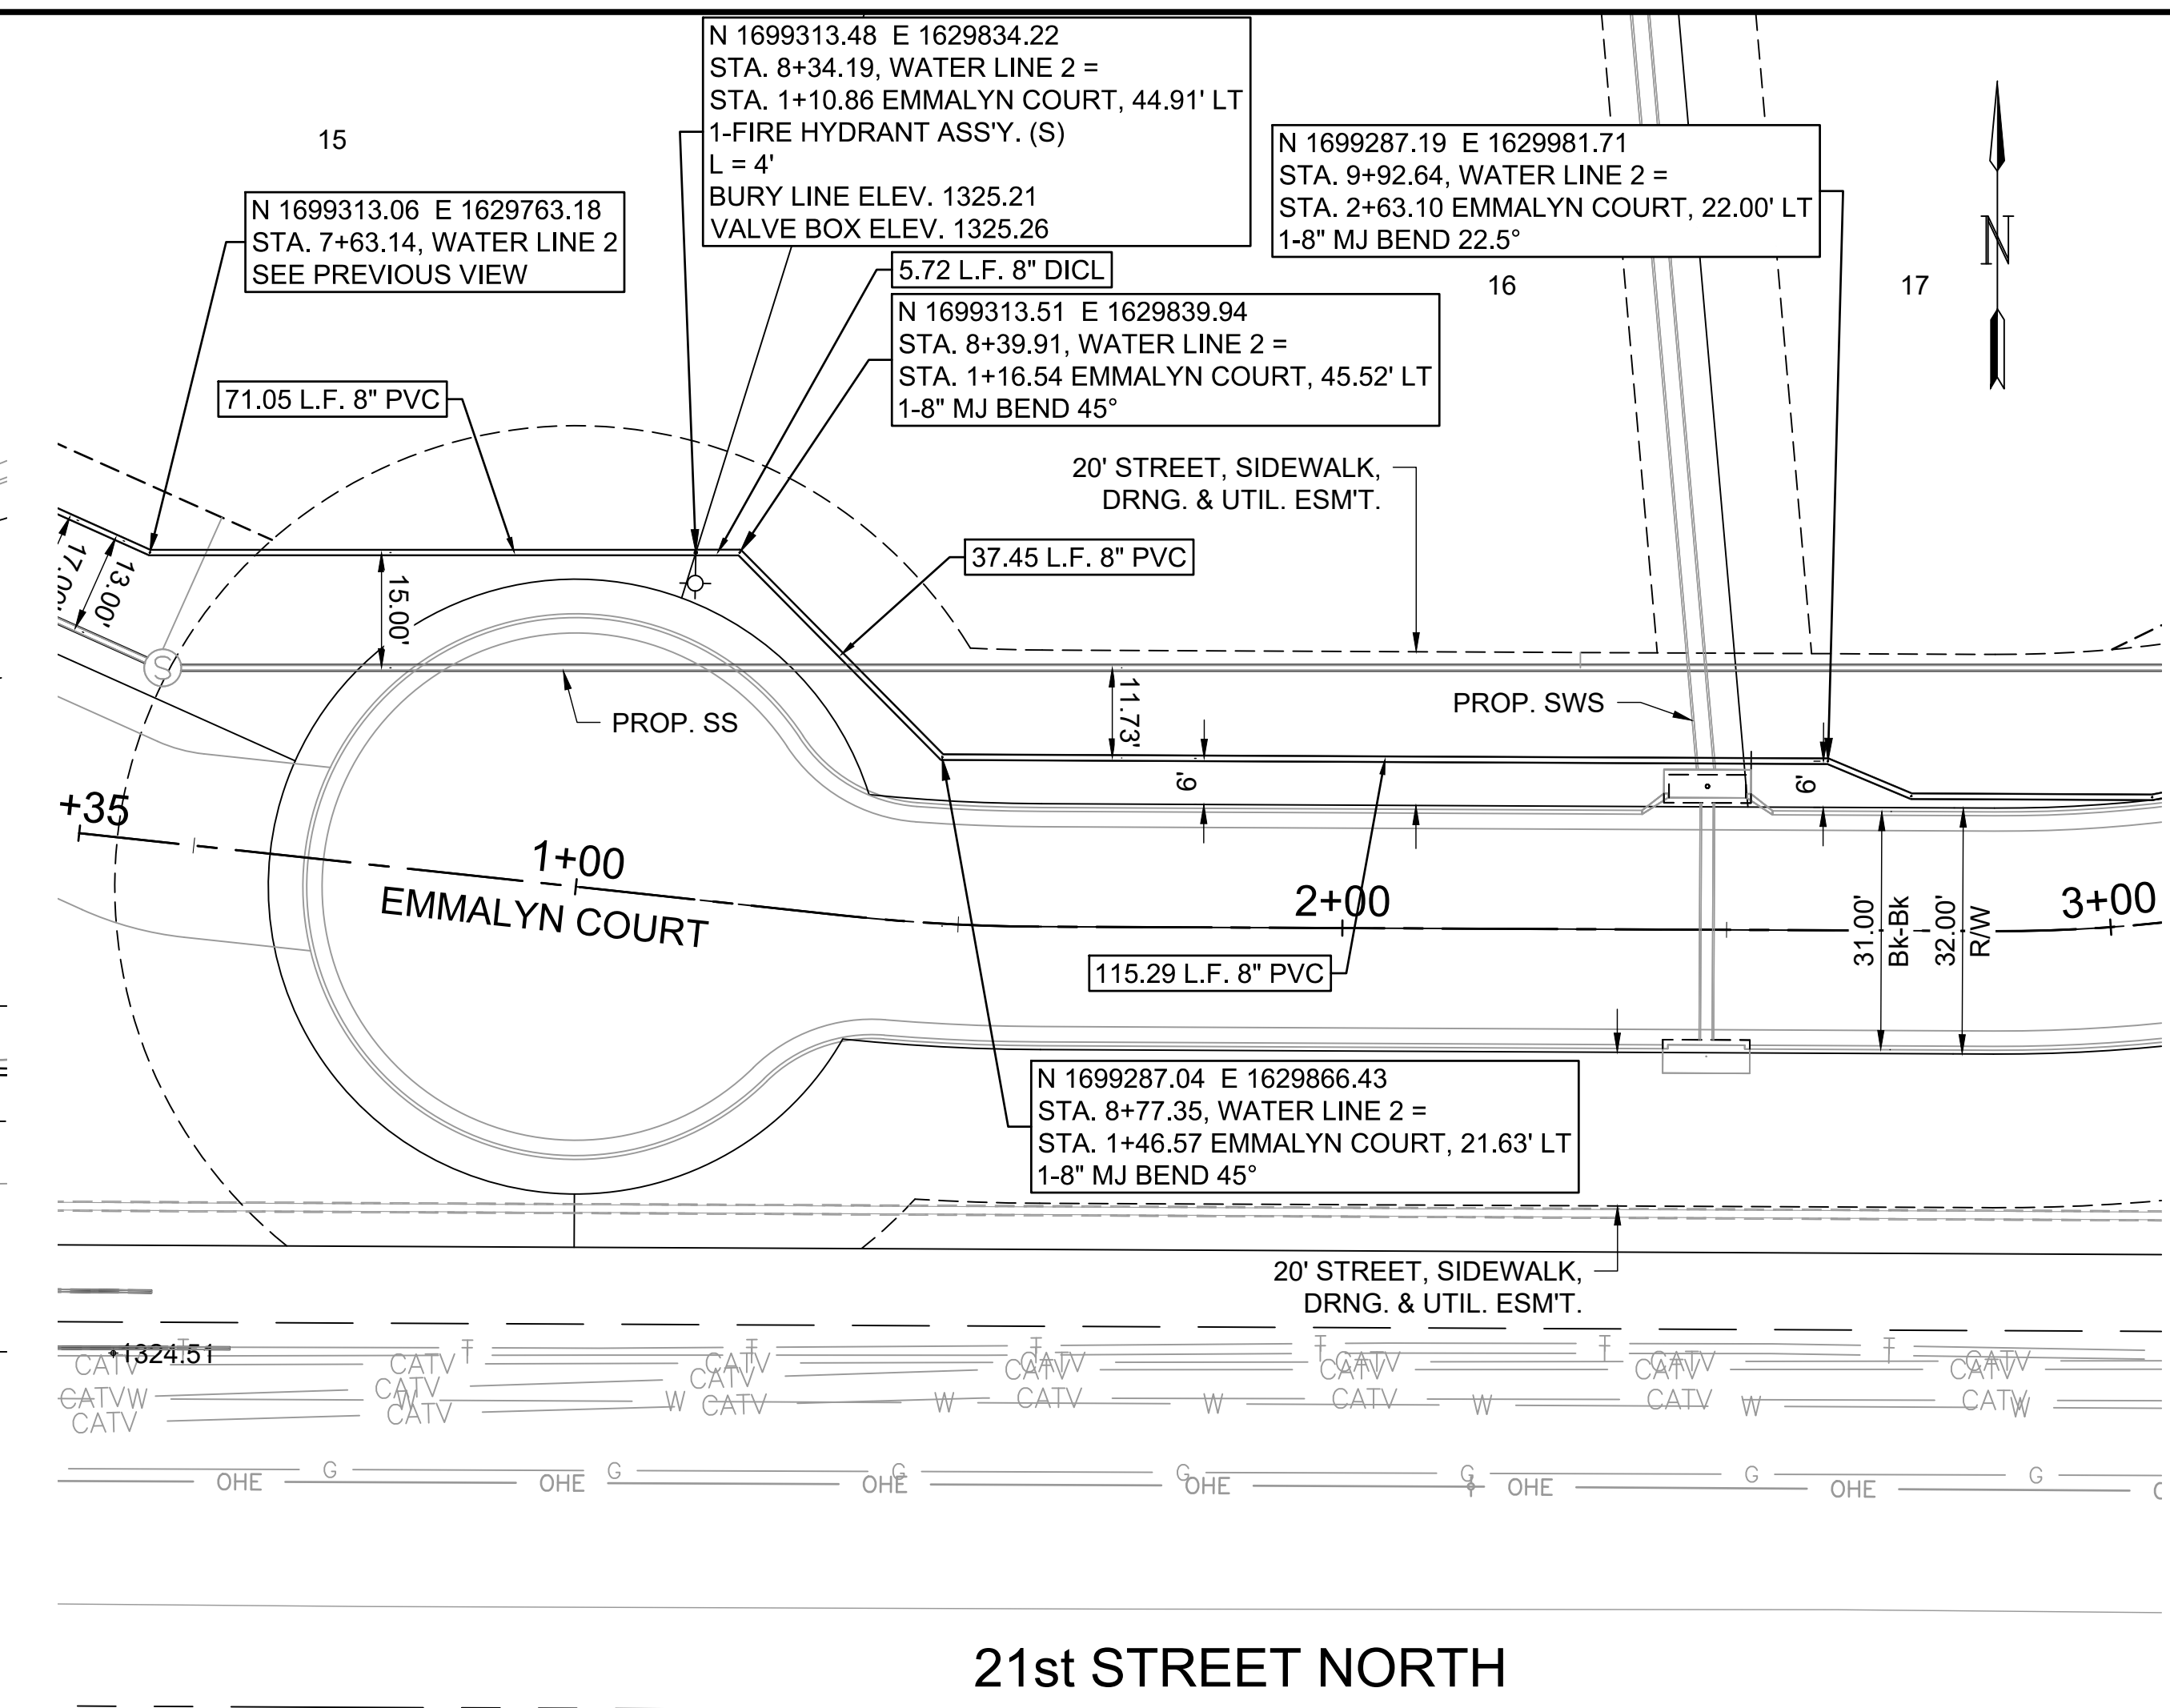 N 1699313.48 E 1629834.22
STA. 8+34.19, WATER LINE 2 =
STA. 1+10.86 EMMALYN COURT, 44.91' LT
1-FIRE HYDRANT ASS'Y. (S)
L = 4'
BURY LINE ELEV. 1325.21
VALVE BOX ELEV. 1325.26
15
N 1699287.19 E 1629981.71
STA. 9+92.64, WATER LINE 2 =
STA. 2+63.10 EMMALYN COURT, 22.00' LT
1-8" MJ BEND 22.5°
N
N 1699313.06 E 1629763.18
STA. 7+63.14, WATER LINE 2
SEE PREVIOUS VIEW
5.72 L.F. 8" DICL
16
17
N 1699313.51 E 1629839.94
STA. 8+39.91, WATER LINE 2 =
STA. 1+16.54 EMMALYN COURT, 45.52' LT
1-8" MJ BEND 45°
71.05 L.F. 8" PVC
20' STREET, SIDEWALK,
DRNG. & UTIL. ESM'T.
37.45 L.F. 8" PVC
17.00'
13.00'
15.00'
S
PROP. SS
11.73'
PROP. SWS
6'
6'
+35
1+00
EMMALYN COURT
2+00
3+00
31.00'
Bk-Bk
32.00'
R/W
115.29 L.F. 8" PVC
N 1699287.04 E 1629866.43
STA. 8+77.35, WATER LINE 2 =
STA. 1+46.57 EMMALYN COURT, 21.63' LT
1-8" MJ BEND 45°
20' STREET, SIDEWALK,
DRNG. & UTIL. ESM'T.
1324.51
T T T T T T T
CATV CATV CATV CATV CATV CATV CATV
CATV W CATV W CATV W CATV W CATV W CATV W CATV W
CATV CATV
G G G G G G G
OHE OHE OHE OHE OHE OHE
21st STREET NORTH